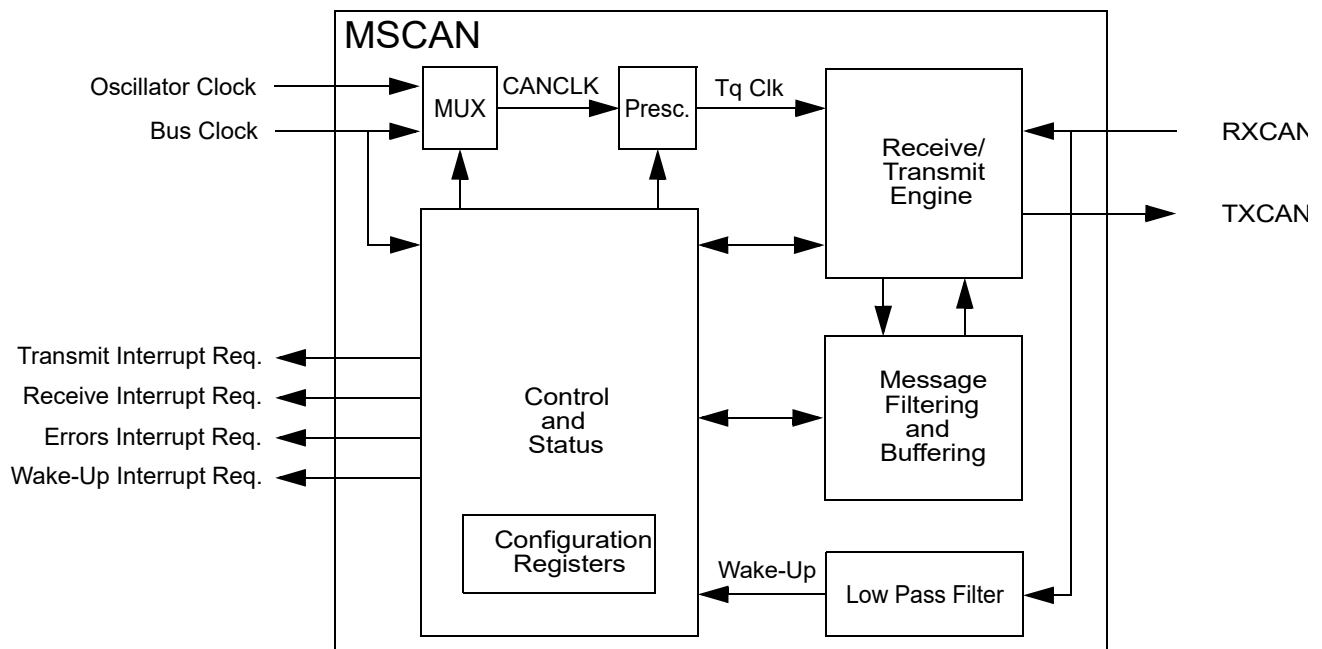 MSCAN
Oscillator Clock
Bus Clock
MUX
CANCLK
Presc.
Tq Clk
Receive/
Transmit
Engine
RXCAN
TXCAN
Transmit Interrupt Req.
Receive Interrupt Req.
Errors Interrupt Req.
Wake-Up Interrupt Req.
Control
and
Status
Message
Filtering
and
Buffering
Configuration
Registers
Wake-Up
Low Pass Filter